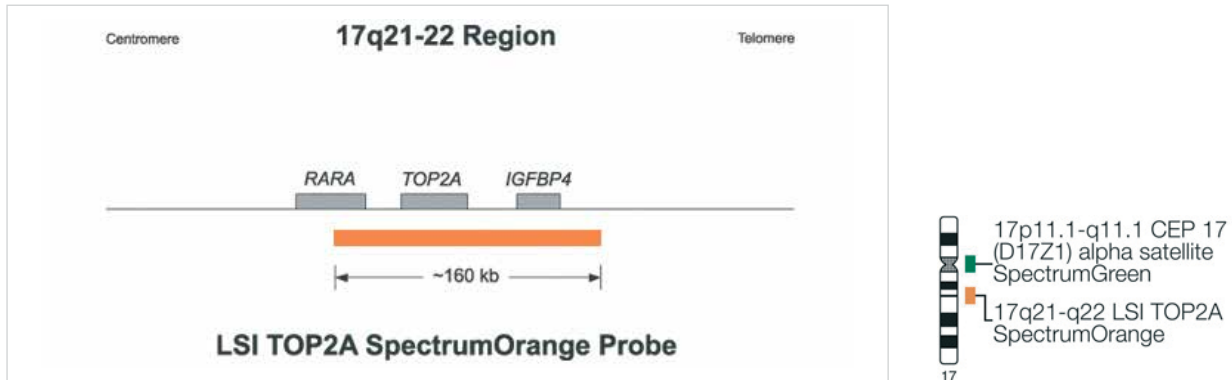 Centromere 17q21-22 Region Telomere
RARA TOP2A IGFBP4
~160 kb
LSI TOP2A SpectrumOrange Probe
17p11.1-q11.1 CEP 17
(D17Z1) alpha satellite
SpectrumGreen
17q21-q22 LSI TOP2A
SpectrumOrange
17